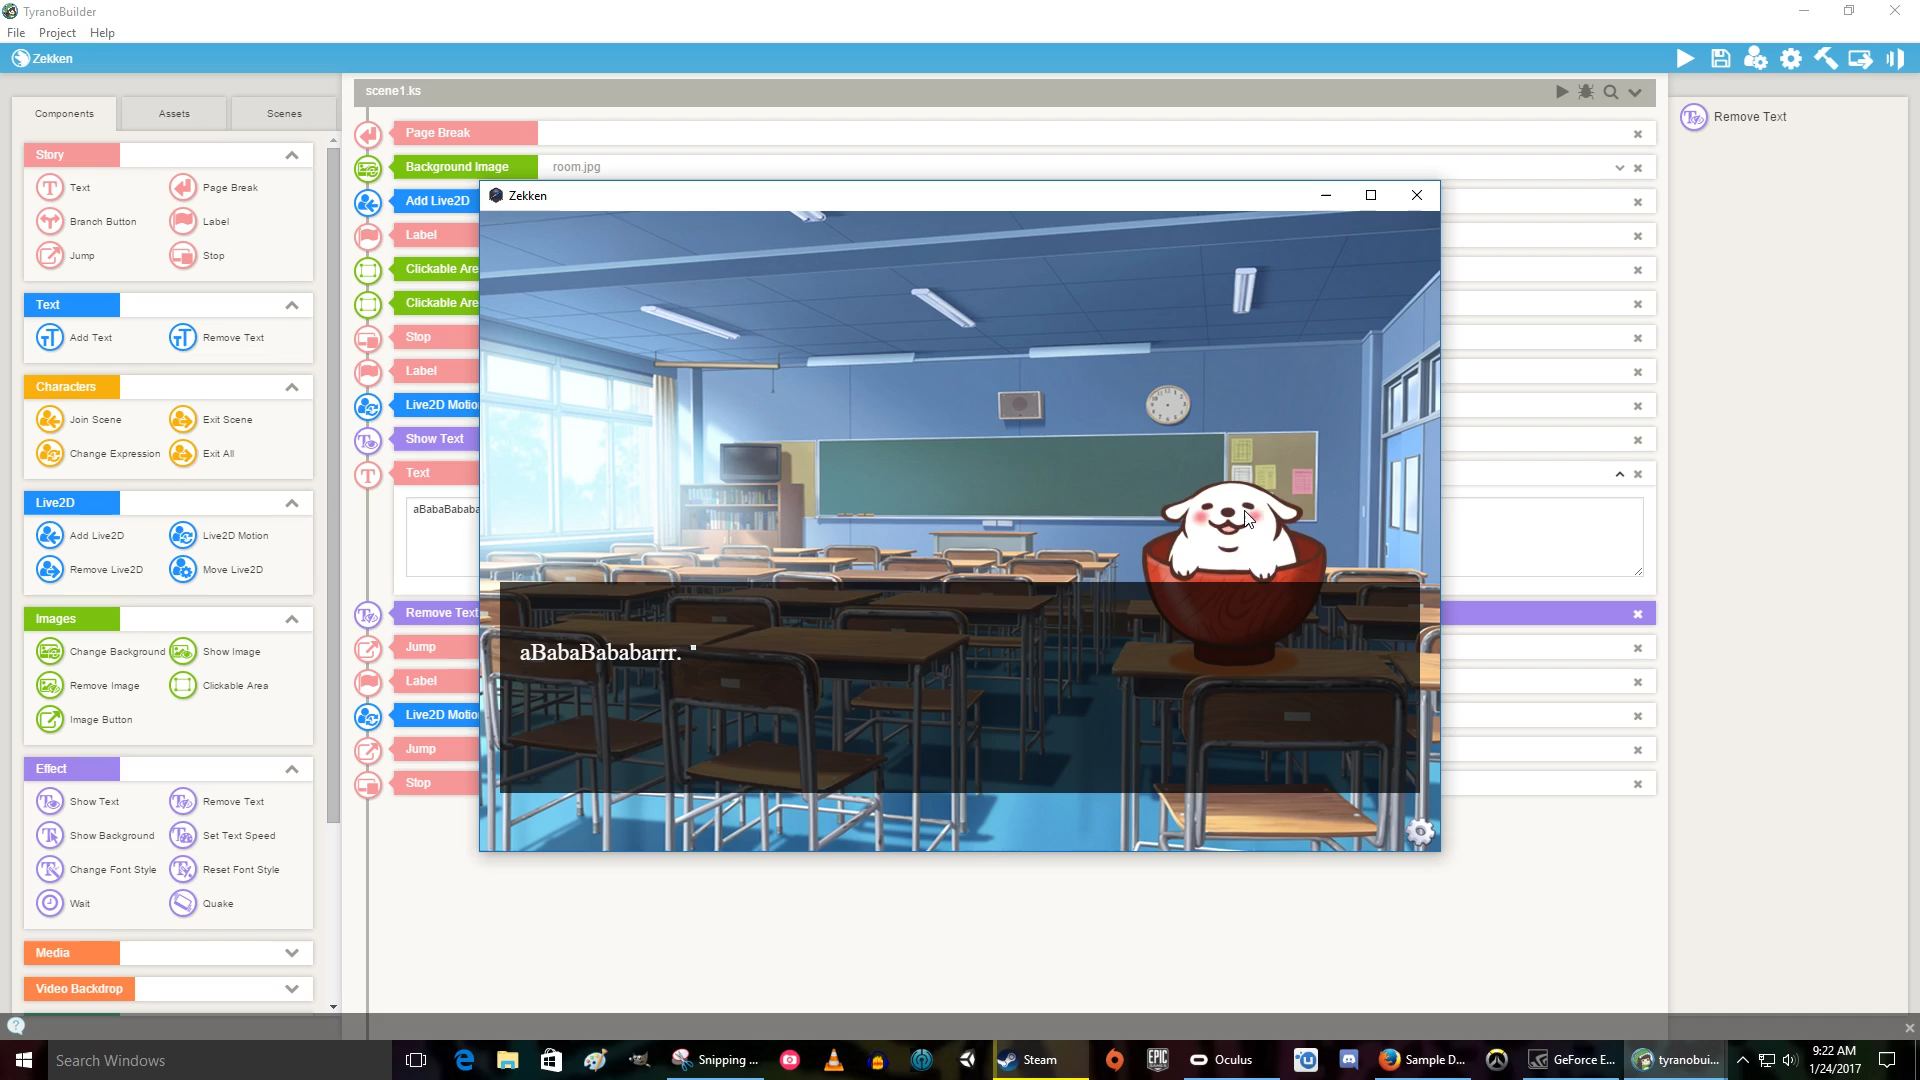 TyranoBuilder
File Project Help
Zekken
Components Assets Scenes
Story
Text Page Break
Branch Button Label
Jump Stop
Text
Add Text Remove Text
Characters
Join Scene Exit Scene
Change Expression Exit All
Live2D
Add Live2D Live2D Motion
Remove Live2D Move Live2D
Images
Change Background Show Image
Remove Image Clickable Area
Image Button
Effect
Show Text Remove Text
Show Background Set Text Speed
Change Font Style Reset Font Style
Wait Quake
Media
Video Backdrop
scene1.ks
Page Break
Background Image room.jpg
Add Live2D
Label
Clickable Are
Clickable Are
Stop
Label
Live2D Motio
Show Text
Text
aBabaBababa
Remove Text
Jump
Label
Live2D Motio
Jump
Stop
Zekken
aBabaBababarrr.
Remove Text
Search Windows
Snipping ...
Steam
EPIC GAMES
Oculus
Sample D...
GeForce E...
tyranobui...
9:22 AM
1/24/2017